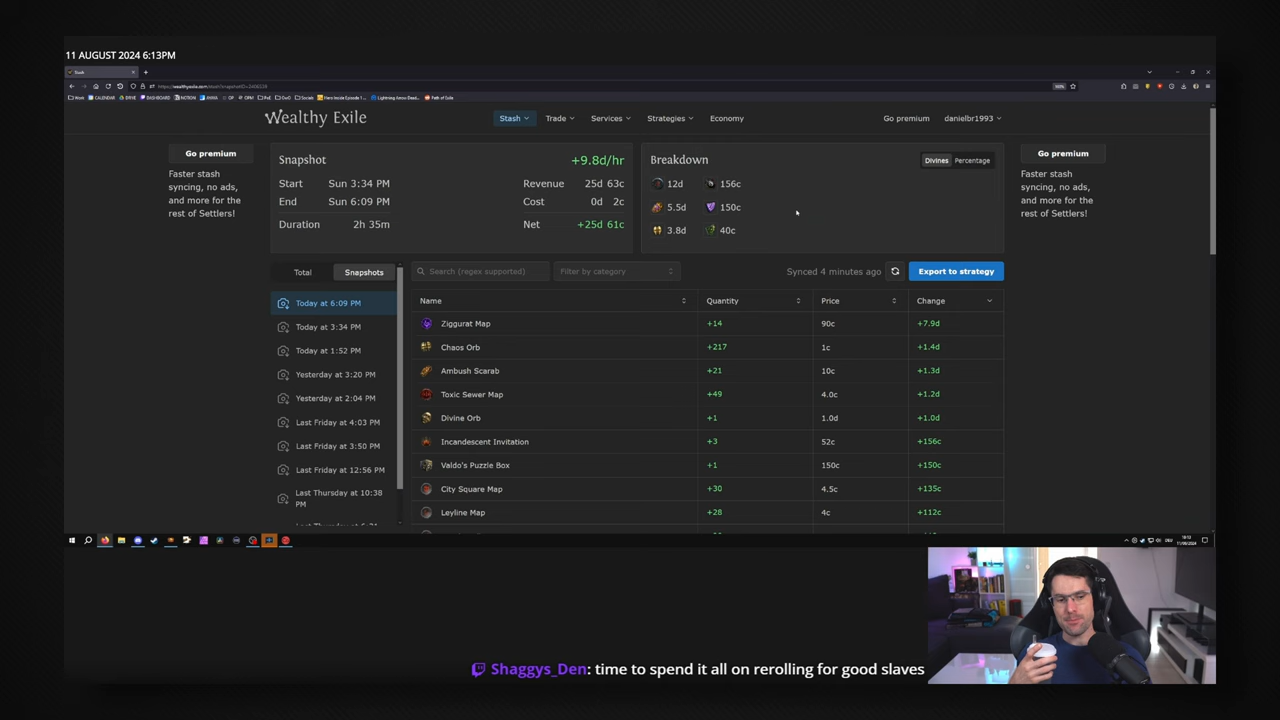 11 AUGUST 2024 6:13PM
Stash
Wealthy Exile
Stash
Trade
Services
Strategies
Economy
Go premium
danielbr1993
Go premium
Faster stash
syncing, no ads,
and more for the
rest of Settlers!
Snapshot
+9.8d/hr
Start Sun 3:34 PM
Revenue 25d 63c
End Sun 6:09 PM
Cost 0d 2c
Duration 2h 35m
Net +25d 61c
Breakdown
Divines Percentage
12d 156c
5.5d 150c
3.8d 40c
Go premium
Faster stash
syncing, no ads,
and more for the
rest of Settlers!
Total Snapshots
Search (regex supported)
Filter by category
Synced 4 minutes ago
Export to strategy
Today at 6:09 PM
Today at 3:34 PM
Today at 1:52 PM
Yesterday at 3:20 PM
Yesterday at 2:04 PM
Last Friday at 4:03 PM
Last Friday at 3:50 PM
Last Friday at 12:56 PM
Last Thursday at 10:38
PM
Name Quantity Price Change
Ziggurat Map +14 90c +7.9d
Chaos Orb +217 1c +1.4d
Ambush Scarab +21 10c +1.3d
Toxic Sewer Map +49 4.0c +1.2d
Divine Orb +1 1.0d +1.0d
Incandescent Invitation +3 52c +156c
Valdo's Puzzle Box +1 150c +150c
City Square Map +30 4.5c +135c
Leyline Map +28 4c +112c
Shaggys_Den: time to spend it all on rerolling for good slaves